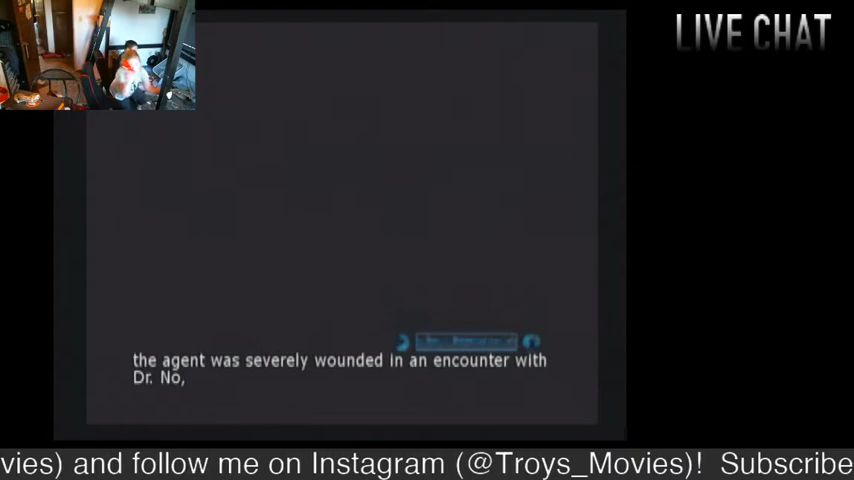 LIVE CHAT
the agent was severely wounded in an encounter with
Dr. No,
vies) and follow me on Instagram (@Troys_Movies)!  Subscribe